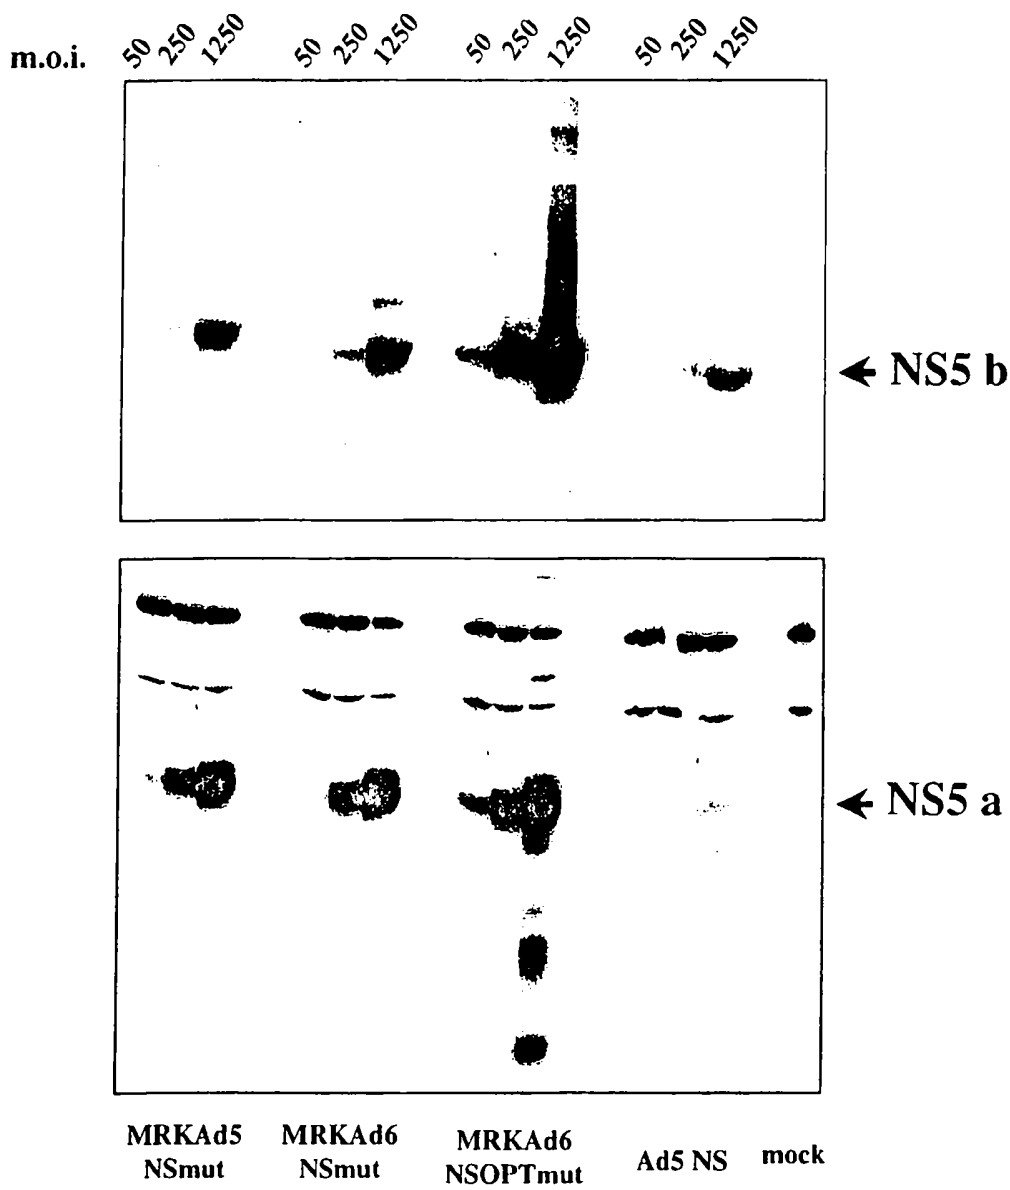 m.o.i. 50 250 1250 50 250 1250 50 250 1250 50 250 1250
NS5 b
NS5 a
MRKAd5 MRKAd6 MRKAd6 Ad5 NS mock
NSmut NSmut NSOPTmut